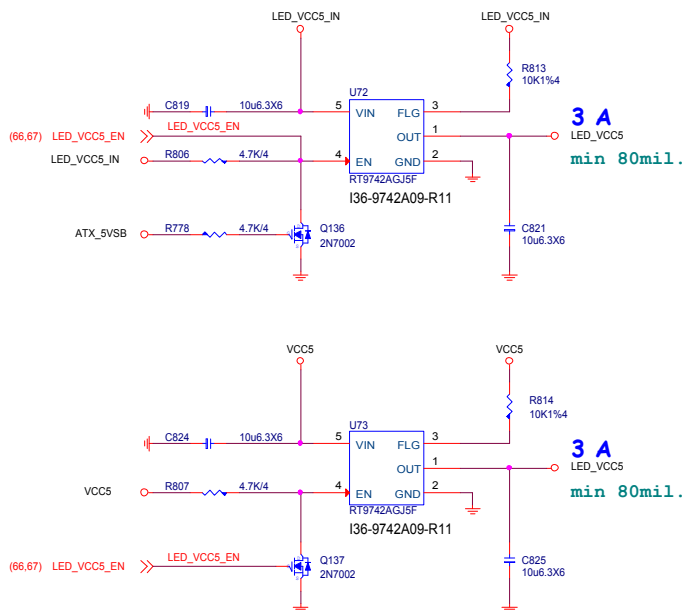 LED_VCC5_IN
LED_VCC5_IN
R813
10K1%4
U72
C819
10u6.3X6
5
VIN
FLG
3
3 A
LED_VCC5
min 80mil.
(66,67)
LED_VCC5_EN
LED_VCC5_EN
OUT
1
LED_VCC5_IN
R806
4.7K/4
4
EN
GND
2
RT9742AGJ5F
I36-9742A09-R11
ATX_5VSB
R778
4.7K/4
Q136
2N7002
C821
10u6.3X6
VCC5
VCC5
R814
10K1%4
U73
C824
10u6.3X6
5
VIN
FLG
3
3 A
LED_VCC5
min 80mil.
OUT
1
VCC5
R807
4.7K/4
4
EN
GND
2
RT9742AGJ5F
I36-9742A09-R11
(66,67)
LED_VCC5_EN
LED_VCC5_EN
Q137
2N7002
C825
10u6.3X6